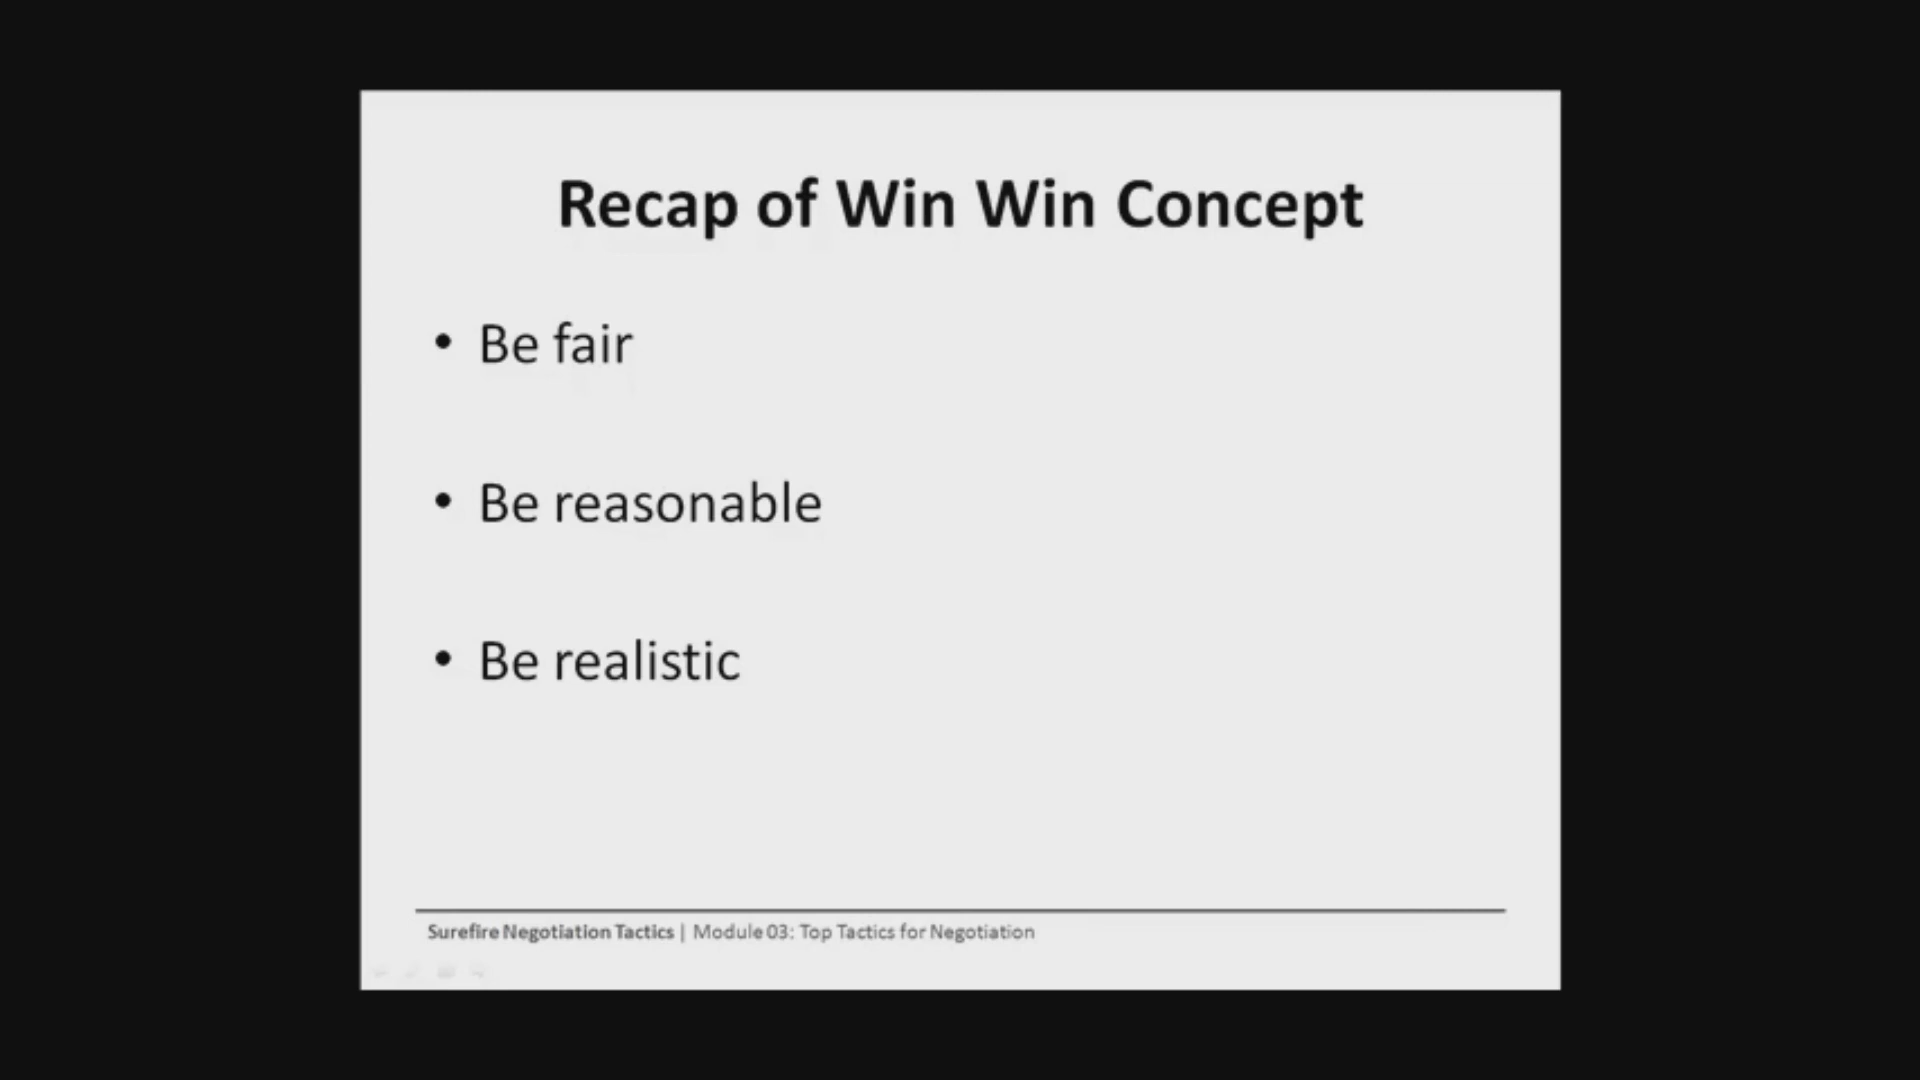 Recap of Win Win Concept
• Be fair
• Be reasonable
• Be realistic
Surefire Negotiation Tactics | Module 03: Top Tactics for Negotiation